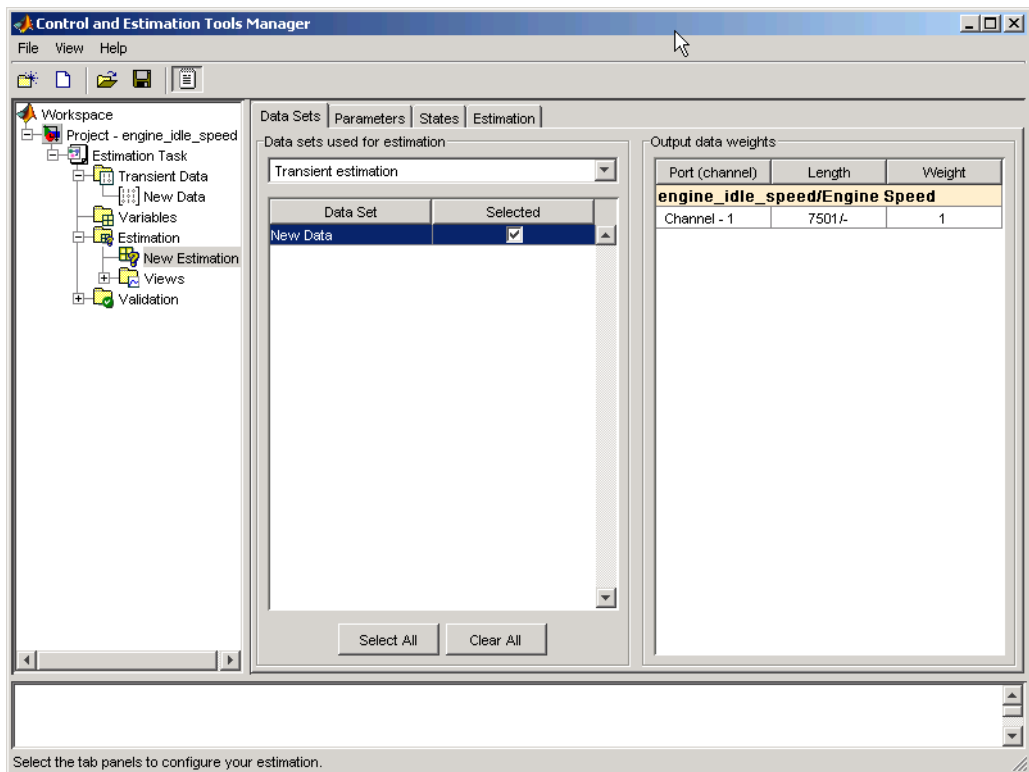 Control and Estimation Tools Manager
File View Help
Workspace
Project - engine_idle_speed
Estimation Task
Transient Data
New Data
Variables
Estimation
New Estimation
Views
Validation
Data Sets Parameters States Estimation
Data sets used for estimation
Transient estimation
Data Set Selected
New Data
Select All Clear All
Output data weights
Port (channel) Length Weight
engine_idle_speed/Engine Speed
Channel - 1 7501/- 1
Select the tab panels to configure your estimation.